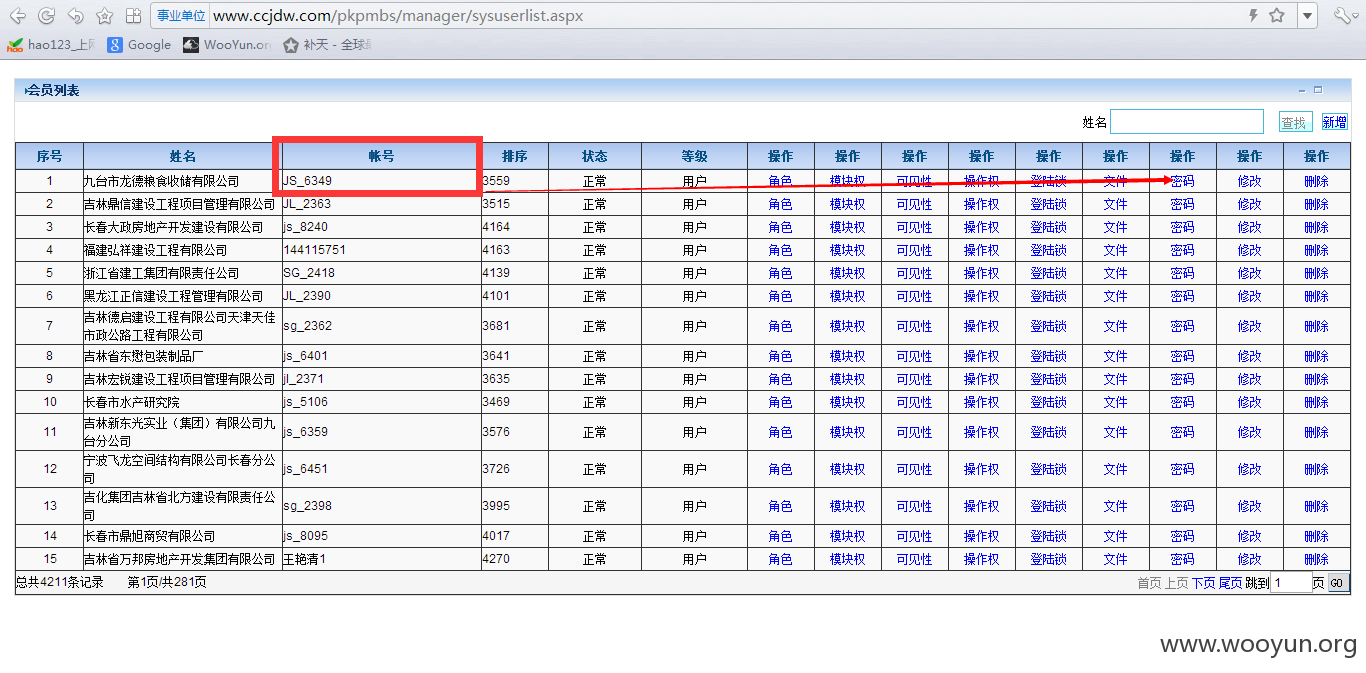 事业单位 www.ccjdw.com/pkpmbs/manager/sysuserlist.aspx
hao123_上 Google WooYun.or 补天 - 全球
会员列表
姓名 查找 新增
序号 姓名 帐号 排序 状态 等级 操作 操作 操作 操作 操作 操作 操作 操作 操作
1 九台市龙德粮食收储有限公司 JS_6349 3559 正常 用户 角色 模块权 可见性 操作权 登陆锁 文件 密码 修改 删除
2 吉林鼎信建设工程项目管理有限公司 JL_2363 3515 正常 用户 角色 模块权 可见性 操作权 登陆锁 文件 密码 修改 删除
3 长春大政房地产开发建设有限公司 js_8240 4164 正常 用户 角色 模块权 可见性 操作权 登陆锁 文件 密码 修改 删除
4 福建弘祥建设工程有限公司 144115751 4163 正常 用户 角色 模块权 可见性 操作权 登陆锁 文件 密码 修改 删除
5 浙江省建工集团有限责任公司 SG_2418 4139 正常 用户 角色 模块权 可见性 操作权 登陆锁 文件 密码 修改 删除
6 黑龙江正信建设工程管理有限公司 JL_2390 4101 正常 用户 角色 模块权 可见性 操作权 登陆锁 文件 密码 修改 删除
7 吉林德启建设工程有限公司天津天佳
市政公路工程有限公司 sg_2362 3681 正常 用户 角色 模块权 可见性 操作权 登陆锁 文件 密码 修改 删除
8 吉林省东懋包装制品厂 js_6401 3641 正常 用户 角色 模块权 可见性 操作权 登陆锁 文件 密码 修改 删除
9 吉林宏锐建设工程项目管理有限公司 jl_2371 3635 正常 用户 角色 模块权 可见性 操作权 登陆锁 文件 密码 修改 删除
10 长春市水产研究院 js_5106 3469 正常 用户 角色 模块权 可见性 操作权 登陆锁 文件 密码 修改 删除
11 吉林新东光实业（集团）有限公司九
台分公司 js_6359 3576 正常 用户 角色 模块权 可见性 操作权 登陆锁 文件 密码 修改 删除
12 宁波飞龙空间结构有限公司长春分公
司 js_6451 3726 正常 用户 角色 模块权 可见性 操作权 登陆锁 文件 密码 修改 删除
13 吉化集团吉林省北方建设有限责任公
司 sg_2398 3995 正常 用户 角色 模块权 可见性 操作权 登陆锁 文件 密码 修改 删除
14 长春市鼎旭商贸有限公司 js_8095 4017 正常 用户 角色 模块权 可见性 操作权 登陆锁 文件 密码 修改 删除
15 吉林省万邦房地产开发集团有限公司 王艳清1 4270 正常 用户 角色 模块权 可见性 操作权 登陆锁 文件 密码 修改 删除
总共4211条记录 第1页/共281页 首页 上页 下页 尾页 跳到 1 页 GO
www.wooyun.org